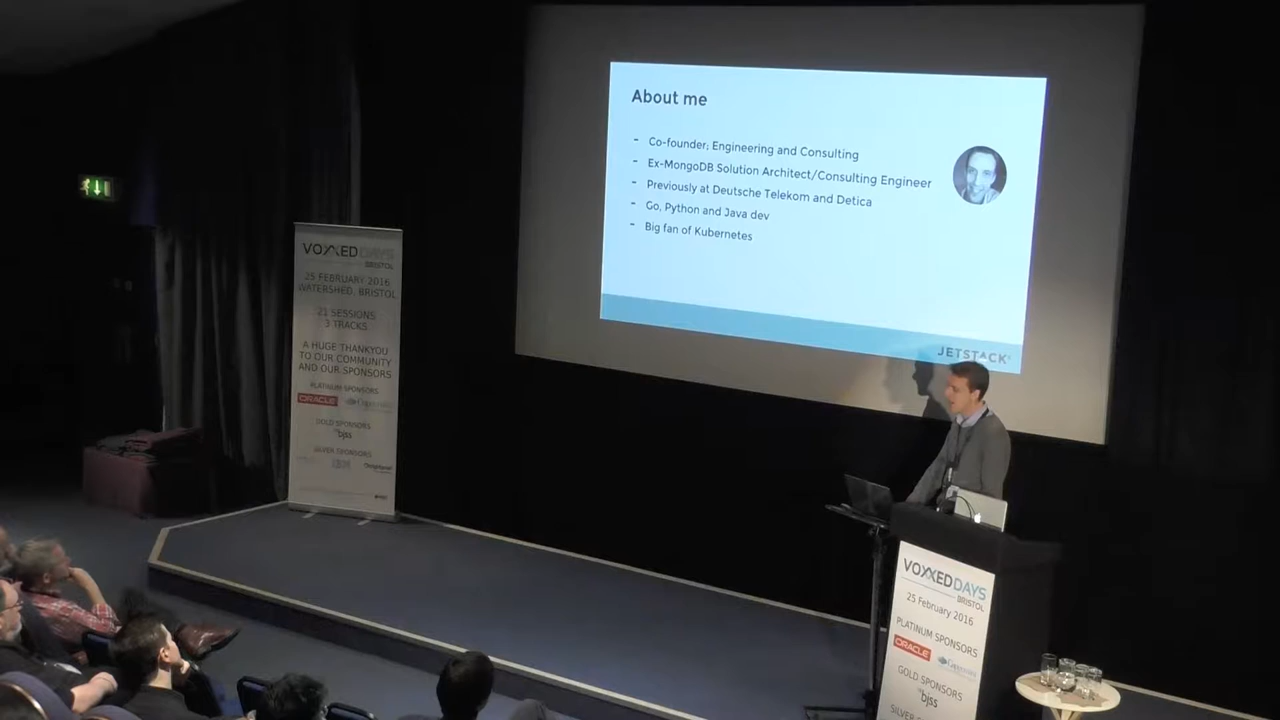 About me
- Co-founder, Engineering and Consulting
- Ex-MongoDB Solution Architect/Consulting Engineer
- Previously at Deutsche Telekom and Detica
- Go, Python and Java dev
- Big fan of Kubernetes
JETSTACK
VOXXED DAYS
BRISTOL
25 FEBRUARY 2016
WATERSHED, BRISTOL
21 SESSIONS
3 TRACKS
A HUGE THANKYOU
TO OUR COMMUNITY
AND OUR SPONSORS
PLATINUM SPONSORS
ORACLE
GOLD SPONSORS
bjss
SILVER SPONSORS
IBM
VOXXED DAYS
BRISTOL
25 February 2016
PLATINUM SPONSORS
ORACLE Capgemini
GOLD SPONSORS
bjss
SILVER